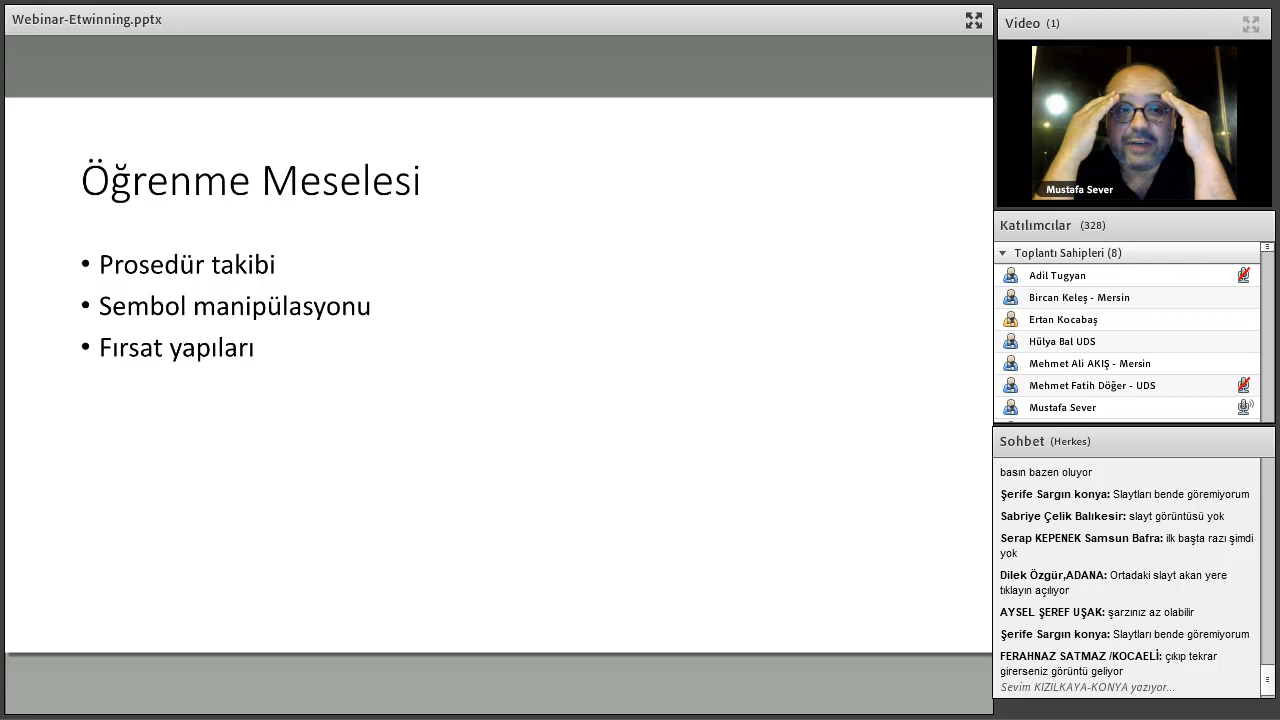 Webinar-Etwinning.pptx
Öğrenme Meselesi
• Prosedür takibi
• Sembol manipülasyonu
• Fırsat yapıları
Video (1)
Mustafa Sever
Katılımcılar (328)
Toplantı Sahipleri (8)
Adil Tugyan
Bircan Keleş - Mersin
Ertan Kocabaş
Hülya Bal UDS
Mehmet Ali AKIŞ - Mersin
Mehmet Fatih Döğer - UDS
Mustafa Sever
Sohbet (Herkes)
basın bazen oluyor
Şerife Sargın konya: Slaytları bende göremiyorum
Sabriye Çelik Balıkesir: slayt görüntüsü yok
Serap KEPENEK Samsun Bafra: ilk başta razı şimdi
yok
Dilek Özgür,ADANA: Ortadaki slayt akan yere
tıklayın açılıyor
AYSEL ŞEREF UŞAK: şarzınız az olabilir
Şerife Sargın konya: Slaytları bende göremiyorum
FERAHNAZ SATMAZ /KOCAELİ: çıkıp tekrar
girerseniz görüntü geliyor
Sevim KIZILKAYA-KONYA yazıyor...